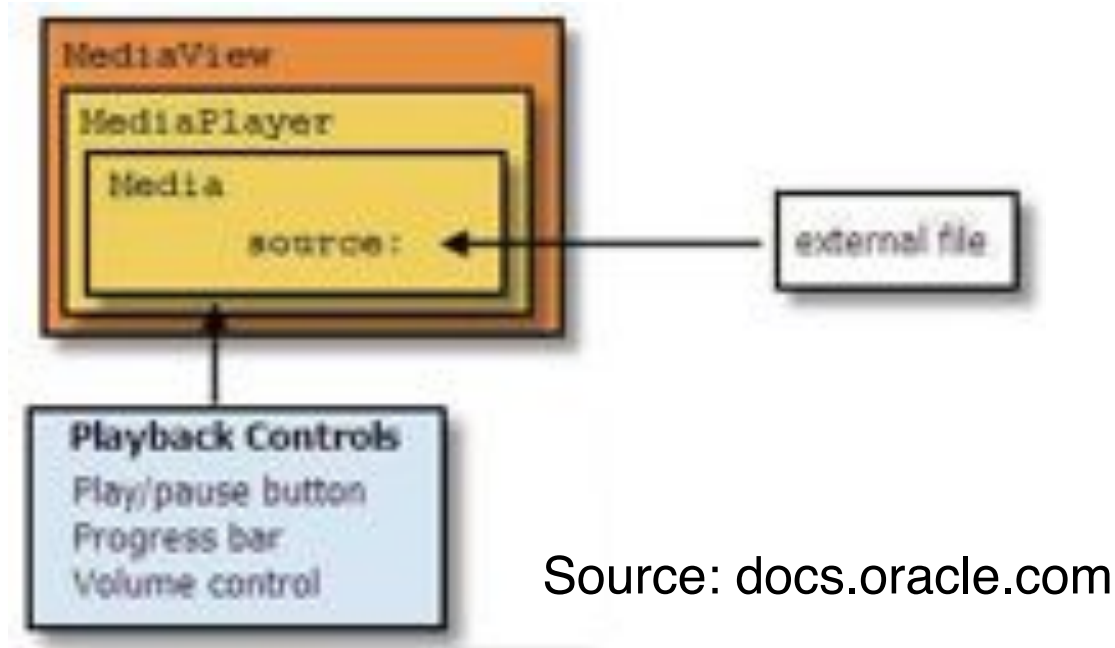 MediaView
MediaPlayer
Media
source:
external file
Playback Controls
Play/pause button
Progress bar
Volume control
Source: docs.oracle.com